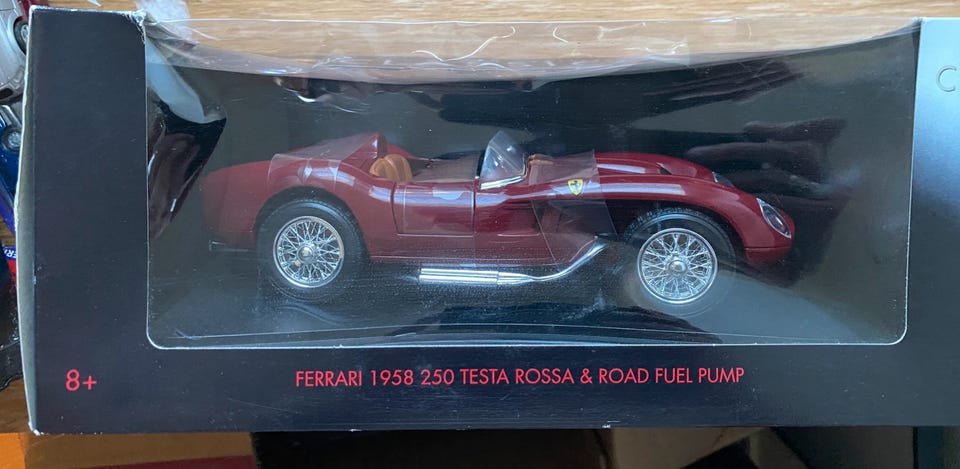 8+
FERRARI 1958 250 TESTA ROSSA & ROAD FUEL PUMP